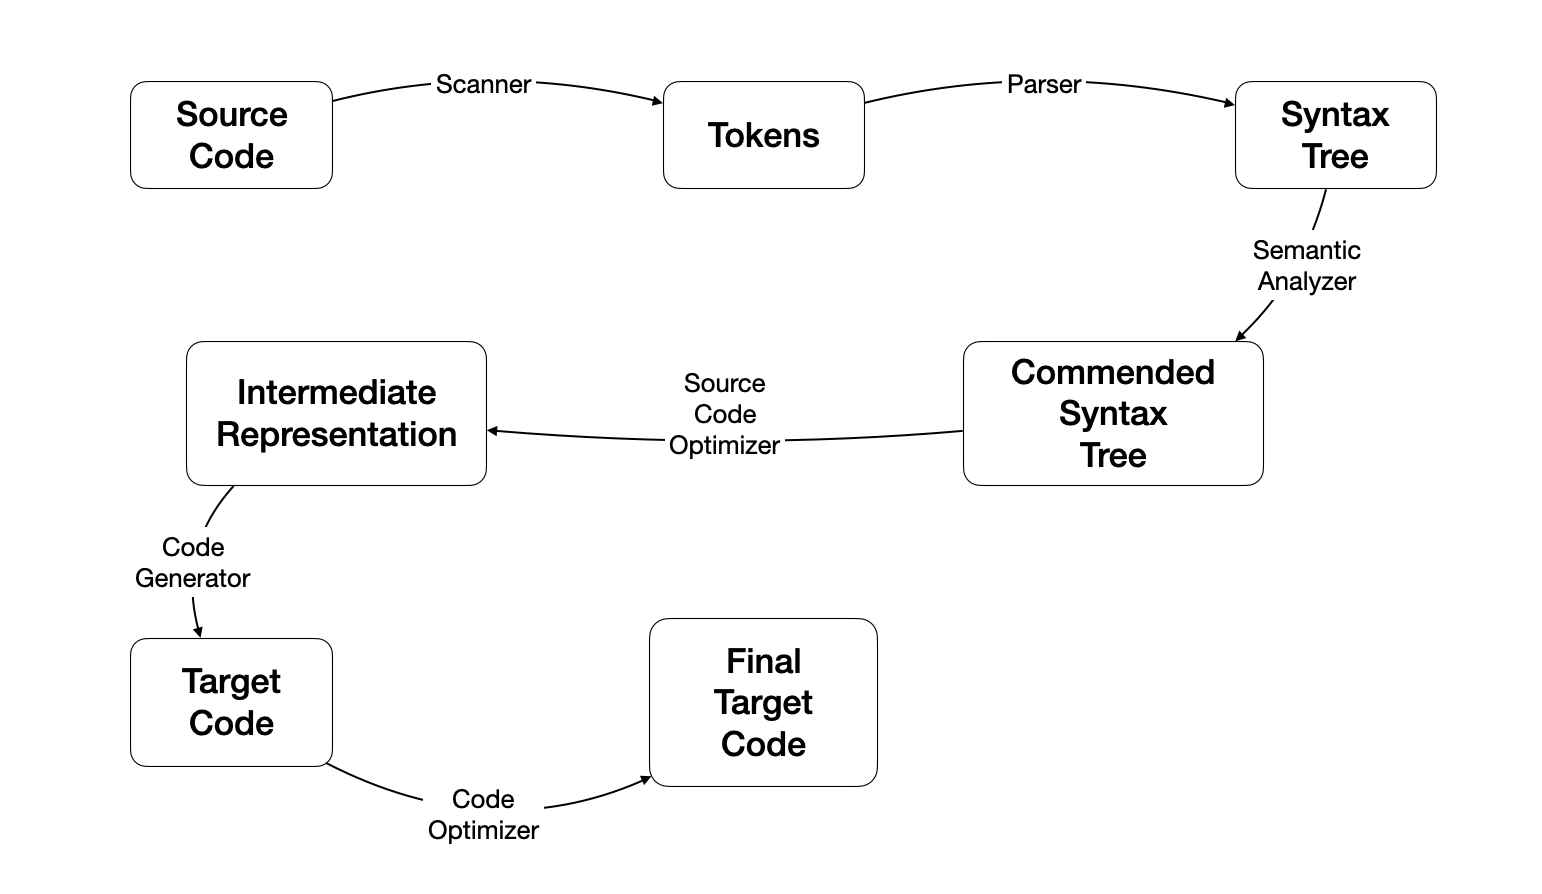 Source
Code
Scanner
Tokens
Parser
Syntax
Tree
Semantic
Analyzer
Commended
Syntax
Tree
Source
Code
Optimizer
Intermediate
Representation
Code
Generator
Target
Code
Code
Optimizer
Final
Target
Code